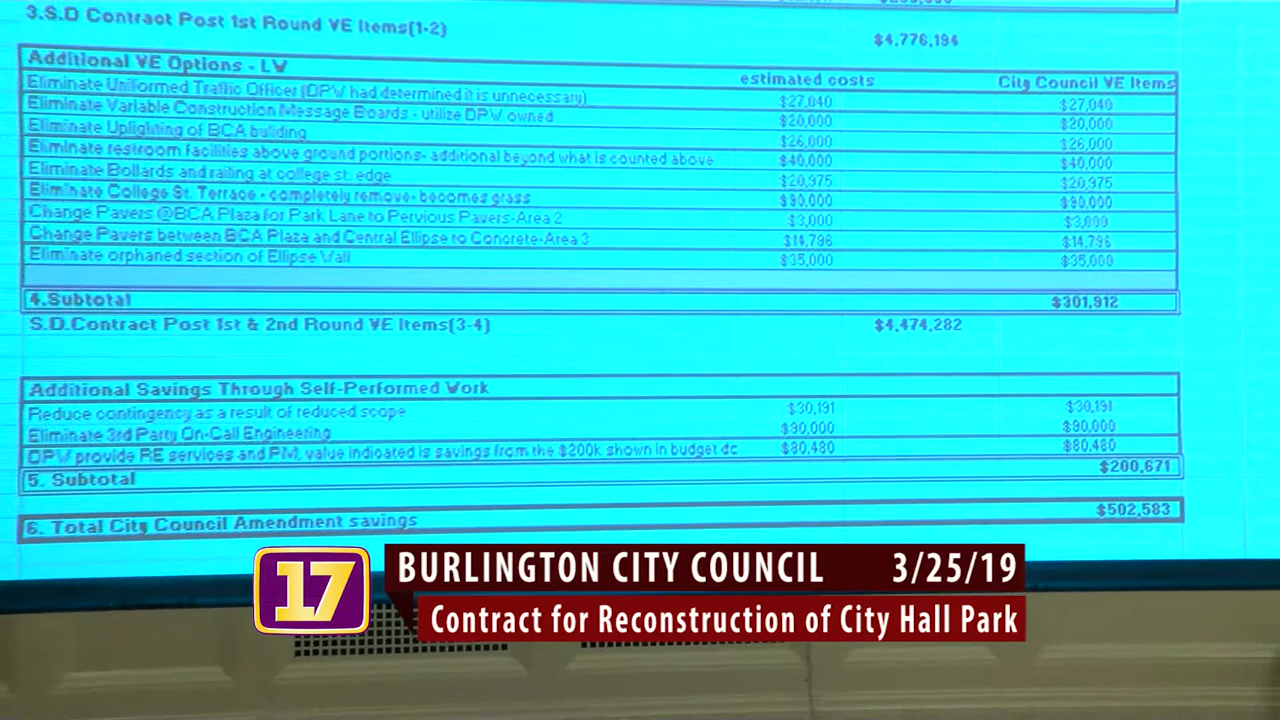 3.S.D Contract Post 1st Round VE Items(1-2)
$4,776,194
Additional VE Options - LW estimated costs City Council VE Items
Eliminate Uniformed Traffic Officer (DPW had determined it is unnecessary) $27,040 $27,040
Eliminate Variable Construction Message Boards - utilize DPW owned $20,000 $20,000
Eliminate Uplighting of BCA building $26,000 $26,000
Eliminate restroom facilities above ground portions- additional beyond what is counted above $40,000 $40,000
Eliminate Bollards and railing at college st. edge $20,975 $20,975
Eliminate College St. Terrace - completely remove- becomes grass $90,000 $90,000
Change Pavers @BCA Plaza for Park Lane to Pervious Pavers-Area 2 $3,000 $3,000
Change Pavers between BCA Plaza and Central Ellipse to Concrete-Area 3 $14,796 $14,796
Eliminate orphaned section of Ellipse Wall $35,000 $35,000
4.Subtotal $301,912
S.D.Contract Post 1st & 2nd Round VE Items(3-4) $4,474,282
Additional Savings Through Self-Performed Work
Reduce contingency as a result of reduced scope $30,191 $30,191
Eliminate 3rd Party On-Call Engineering $90,000 $90,000
DPW provide RE services and PM, value indicated is savings from the $200k shown in budget dc $80,480 $80,480
5. Subtotal $200,671
6. Total City Council Amendment savings $502,583
17 BURLINGTON CITY COUNCIL 3/25/19
Contract for Reconstruction of City Hall Park